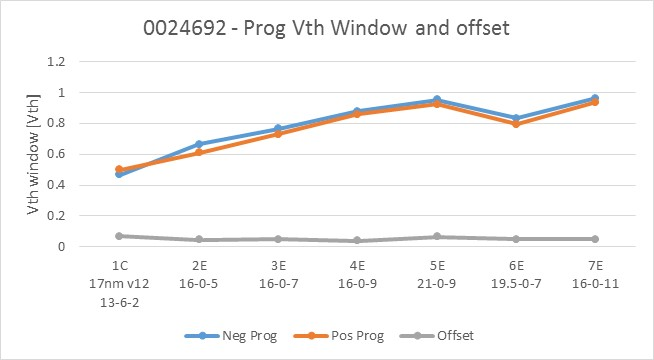 0024692 - Prog Vth Window and offset
Vth window [Vth]
1.2
1
0.8
0.6
0.4
0.2
0
1C 2E 3E 4E 5E 6E 7E
17nm v12 16-0-5 16-0-7 16-0-9 21-0-9 19.5-0-7 16-0-11
13-6-2
Neg Prog Pos Prog Offset